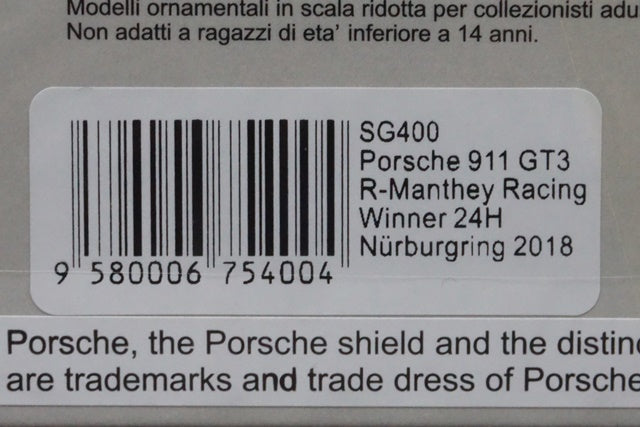 Modelli ornamentali in scala ridotta per collezionisti
Non adatti a ragazzi di eta' inferiore a 14 anni.
SG400
Porsche 911 GT3
R-Manthey Racing
Winner 24H
Nürburgring 2018
9 580006 754004
Porsche, the Porsche shield and the
are trademarks and trade dress of Porsche